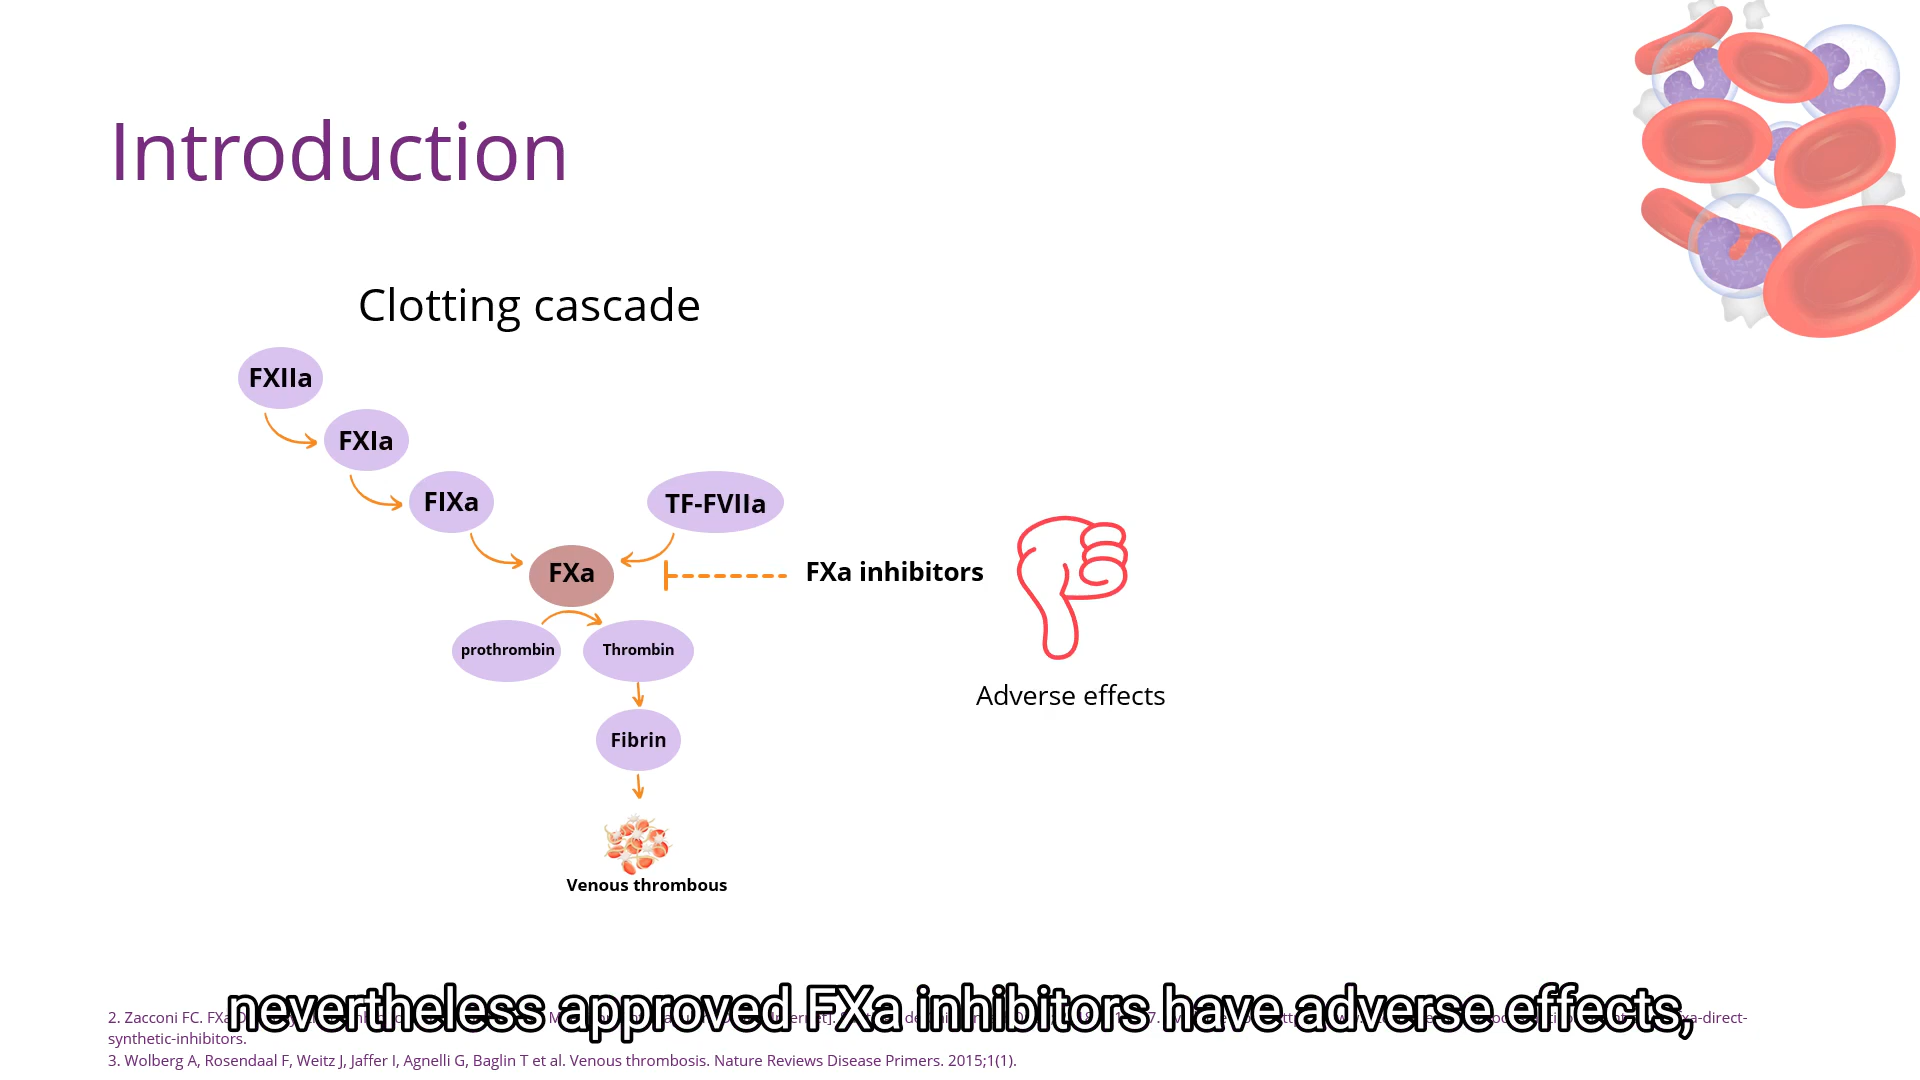 Introduction
Clotting cascade
FXIIa
FXIa
FIXa
TF-FVIIa
FXa
FXa inhibitors
prothrombin
Thrombin
Adverse effects
Fibrin
Venous thrombous
nevertheless approved FXa inhibitors have adverse effects,
2. Zacconi FC. FXa
xa-direct-
synthetic-inhibitors.
3. Wolberg A, Rosendaal F, Weitz J, Jaffer I, Agnelli G, Baglin T et al. Venous thrombosis. Nature Reviews Disease Primers. 2015;1(1).